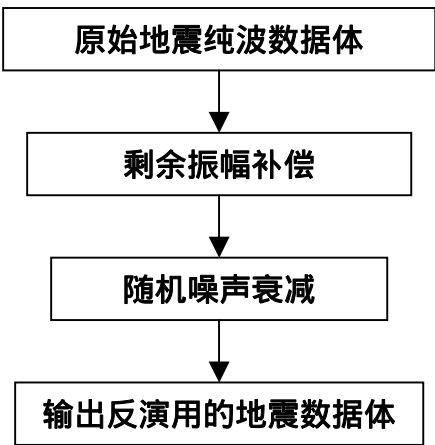 原始地震纯波数据体
剩余振幅补偿
随机噪声衰减
输出反演用的地震数据体